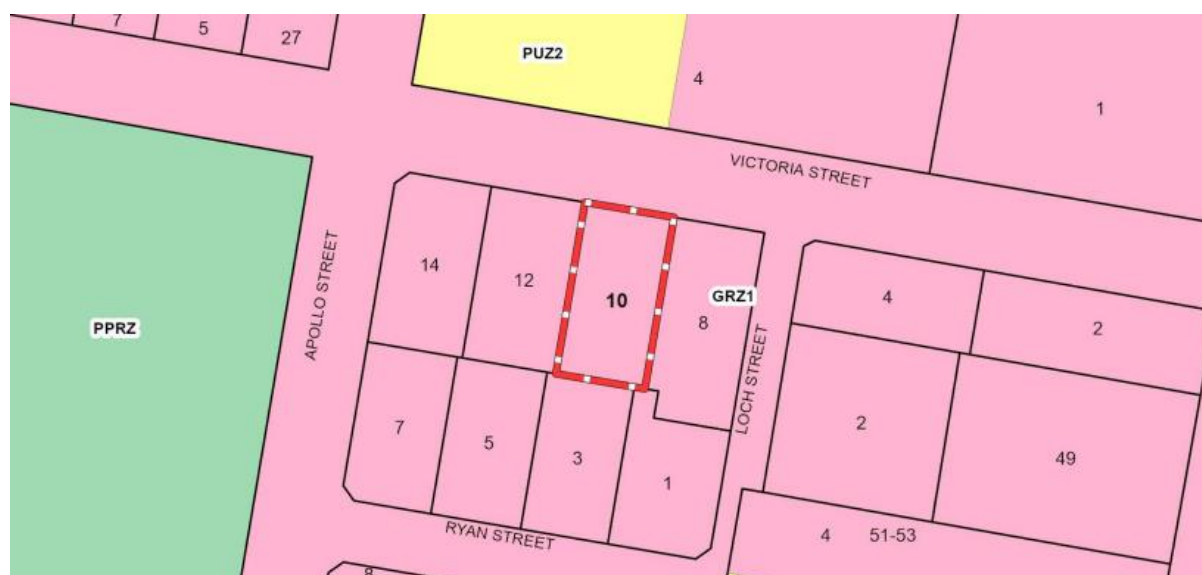 7
5
27
PUZ2
4
1
VICTORIA STREET
14
12
10
8
GRZ1
4
2
APOLLO STREET
PPRZ
LOCH STREET
7
5
3
1
2
49
RYAN STREET
4
51-53
8